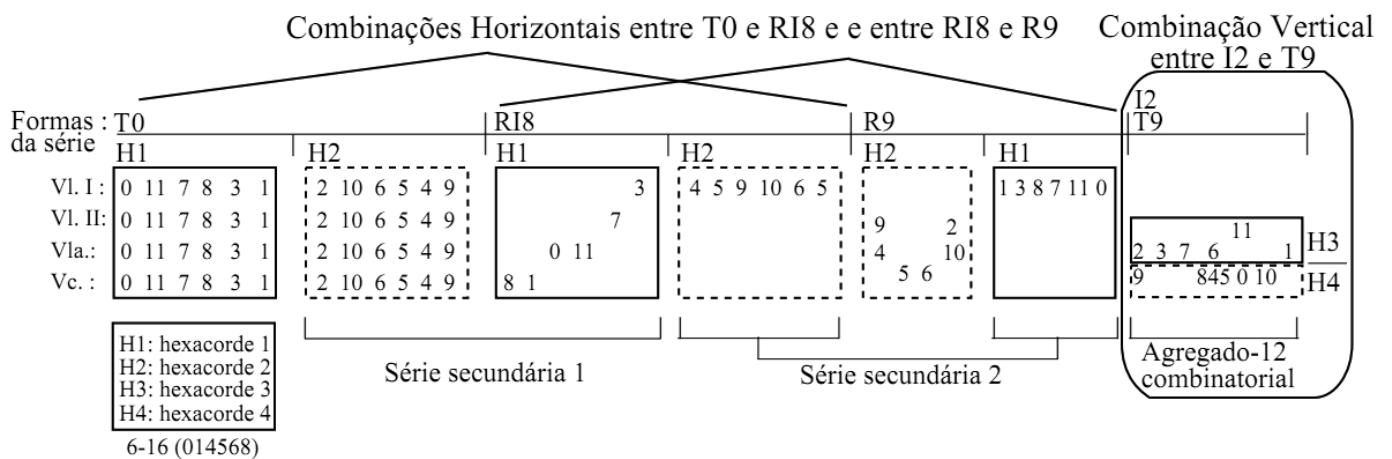 Combinações Horizontais entre T0 e RI8 e e entre RI8 e R9
Combinação Vertical
entre I2 e T9
Formas : T0 RI8 R9 I2
da série T9
H1 H2 H1 H2 H2 H1
Vl. I : 0 11 7 8 3 1 2 10 6 5 4 9 3 4 5 9 10 6 5 1 3 8 7 11 0
Vl. II: 0 11 7 8 3 1 2 10 6 5 4 9 7 9 2 11
Vla.: 0 11 7 8 3 1 2 10 6 5 4 9 0 11 4 10 2 3 7 6 1 H3
Vc. : 0 11 7 8 3 1 2 10 6 5 4 9 8 1 5 6 9 845 0 10 H4
H1: hexacorde 1
H2: hexacorde 2
H3: hexacorde 3
H4: hexacorde 4
6-16 (014568)
Série secundária 1
Série secundária 2
Agregado-12
combinatorial